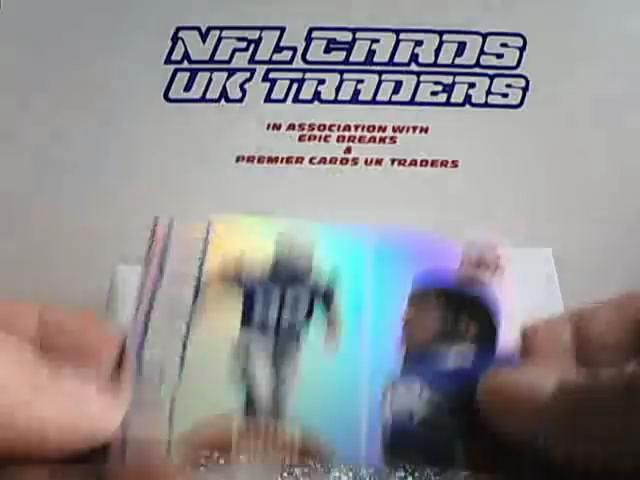 NFL CARDS
UK TRADERS
IN ASSOCIATION WITH
EPIC BREAKS
&
PREMIER CARDS UK TRADERS